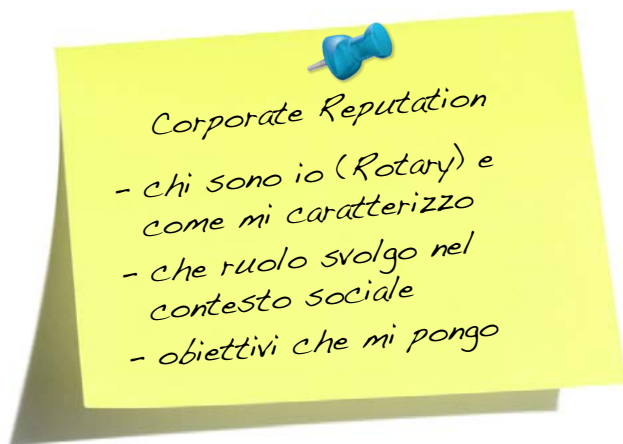 Corporate Reputation
- chi sono io (Rotary) e
come mi caratterizzo
- che ruolo svolgo nel
contesto sociale
- obiettivi che mi pongo